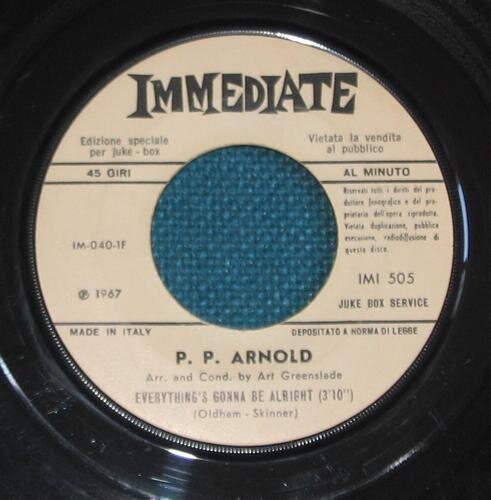 IMMEDIATE
Edizione speciale
per Juke - box
Vietata la vendita
al pubblico
45 GIRI
AL MINUTO
Riservati tutti i diritti del pro-
duttore fonografico e del pro-
prietario dell'opera riprodotta.
Vietata duplicazione, pubblica
esecuzione, radiodiffusione di
questo disco.
IM-040-1F
IMI 505
℗ 1967
JUKE BOX SERVICE
MADE IN ITALY
DEPOSITATO A NORMA DI LEGGE
P. P. ARNOLD
Arr. and Cond. by Art Greenslade
EVERYTHING'S GONNA BE ALRIGHT (3'10")
(Oldham - Skinner)